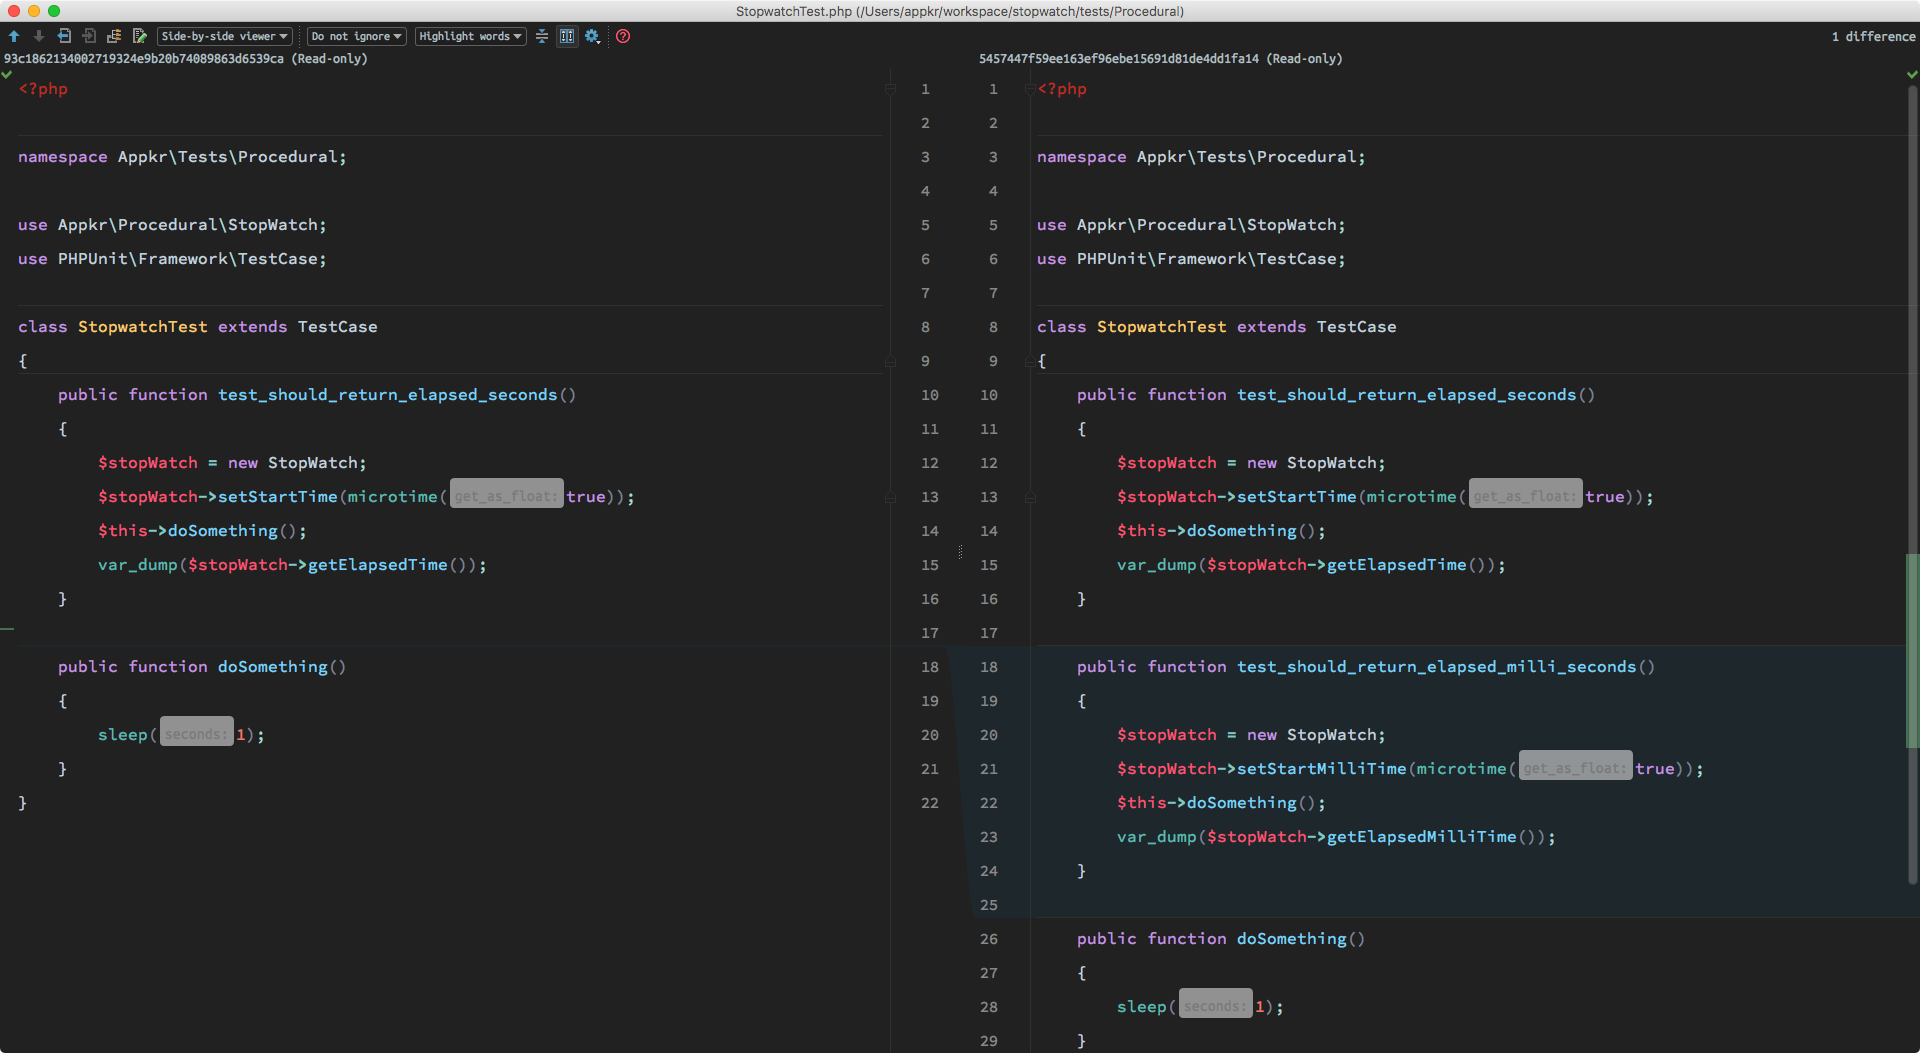 StopwatchTest.php (/Users/appkr/workspace/stopwatch/tests/Procedural)
Side-by-side viewer
Do not ignore
Highlight words
1 difference
93c1862134002719324e9b20b74089863d6539ca (Read-only)
<?php
namespace Appkr\Tests\Procedural;
use Appkr\Procedural\StopWatch;
use PHPUnit\Framework\TestCase;
class StopwatchTest extends TestCase
{
public function test_should_return_elapsed_seconds()
{
$stopWatch = new StopWatch;
$stopWatch->setStartTime(microtime( get_as_float: true));
$this->doSomething();
var_dump($stopWatch->getElapsedTime());
}
public function doSomething()
{
sleep( seconds: 1);
}
}
1
2
3
4
5
6
7
8
9
10
11
12
13
14
15
16
17
18
19
20
21
22
5457447f59ee163ef96ebe15691d81de4dd1fa14 (Read-only)
1 <?php
2
3 namespace Appkr\Tests\Procedural;
4
5 use Appkr\Procedural\StopWatch;
6 use PHPUnit\Framework\TestCase;
7
8 class StopwatchTest extends TestCase
9 {
10 public function test_should_return_elapsed_seconds()
11 {
12 $stopWatch = new StopWatch;
13 $stopWatch->setStartTime(microtime( get_as_float: true));
14 $this->doSomething();
15 var_dump($stopWatch->getElapsedTime());
16 }
17
18 public function test_should_return_elapsed_milli_seconds()
19 {
20 $stopWatch = new StopWatch;
21 $stopWatch->setStartMilliTime(microtime( get_as_float: true));
22 $this->doSomething();
23 var_dump($stopWatch->getElapsedMilliTime());
24 }
25
26 public function doSomething()
27 {
28 sleep( seconds: 1);
29 }